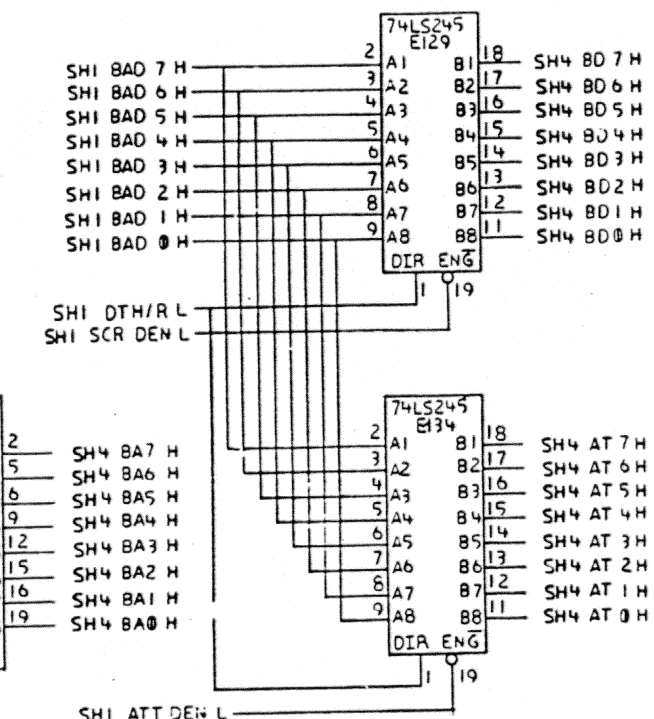 74LS245
E129
SH1 BAD 7 H 2 A1 B1 18 SH4 BD 7 H
SH1 BAD 6 H 3 A2 B2 17 SH4 BD 6 H
SH1 BAD 5 H 4 A3 B3 16 SH4 BD 5 H
SH1 BAD 4 H 5 A4 B4 15 SH4 BD 4 H
SH1 BAD 3 H 6 A5 B5 14 SH4 BD 3 H
SH1 BAD 2 H 7 A6 B6 13 SH4 BD 2 H
SH1 BAD 1 H 8 A7 B7 12 SH4 BD 1 H
SH1 BAD 0 H 9 A8 B8 11 SH4 BD 0 H
DIR ENG̅
1 19
SH1 DTH/R L
SH1 SCR DEN L
74LS245
E134
2 A1 B1 18 SH4 AT 7 H
3 A2 B2 17 SH4 AT 6 H
4 A3 B3 16 SH4 AT 5 H
5 A4 B4 15 SH4 AT 4 H
6 A5 B5 14 SH4 AT 3 H
7 A6 B6 13 SH4 AT 2 H
8 A7 B7 12 SH4 AT 1 H
9 A8 B8 11 SH4 AT 0 H
DIR ENG̅
1 19
2 SH4 BA7 H
5 SH4 BA6 H
6 SH4 BA5 H
9 SH4 BA4 H
12 SH4 BA3 H
15 SH4 BA2 H
16 SH4 BA1 H
19 SH4 BA0 H
SH1 ATT DEN L